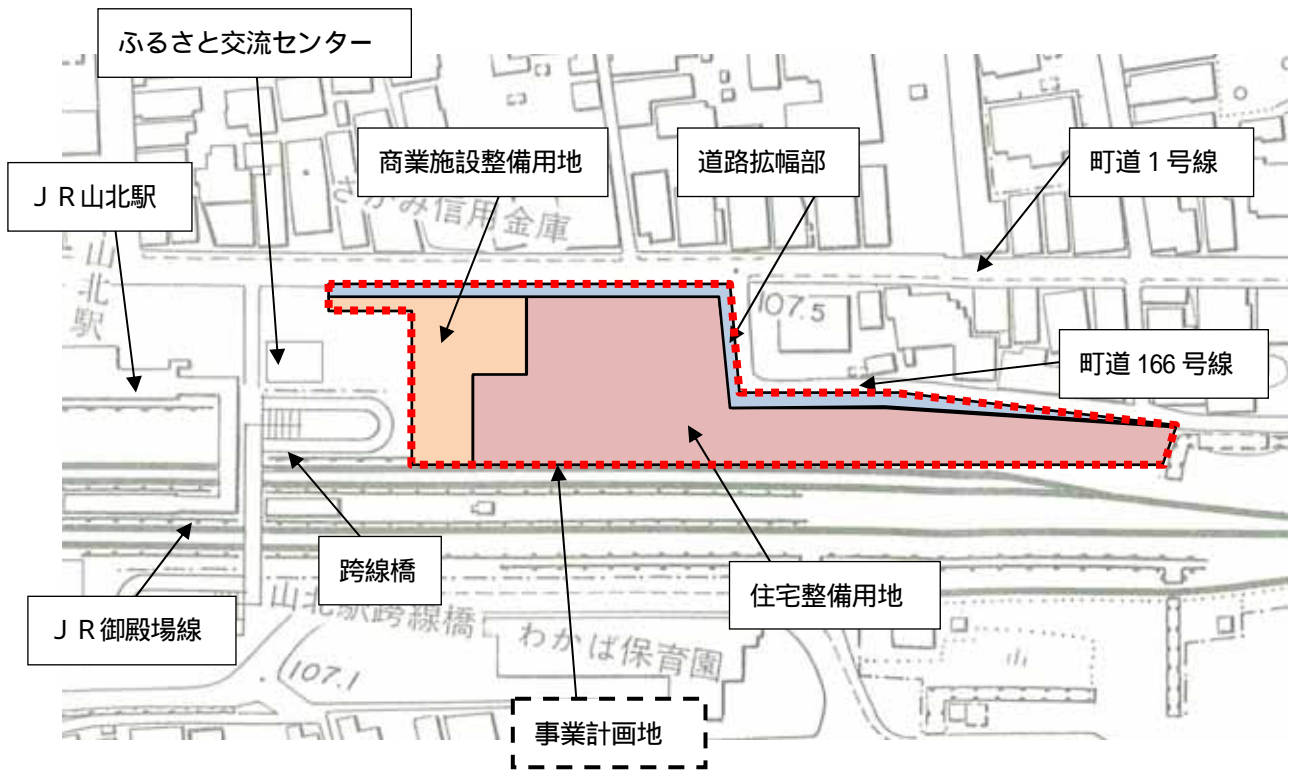 ふるさと交流センター
商業施設整備用地
道路拡幅部
町道1号線
ＪＲ山北駅
さがみ信用金庫
山北駅
107.5
町道166号線
跨線橋
住宅整備用地
ＪＲ御殿場線
山北駅跨線橋
わかば保育園
107.1
事業計画地